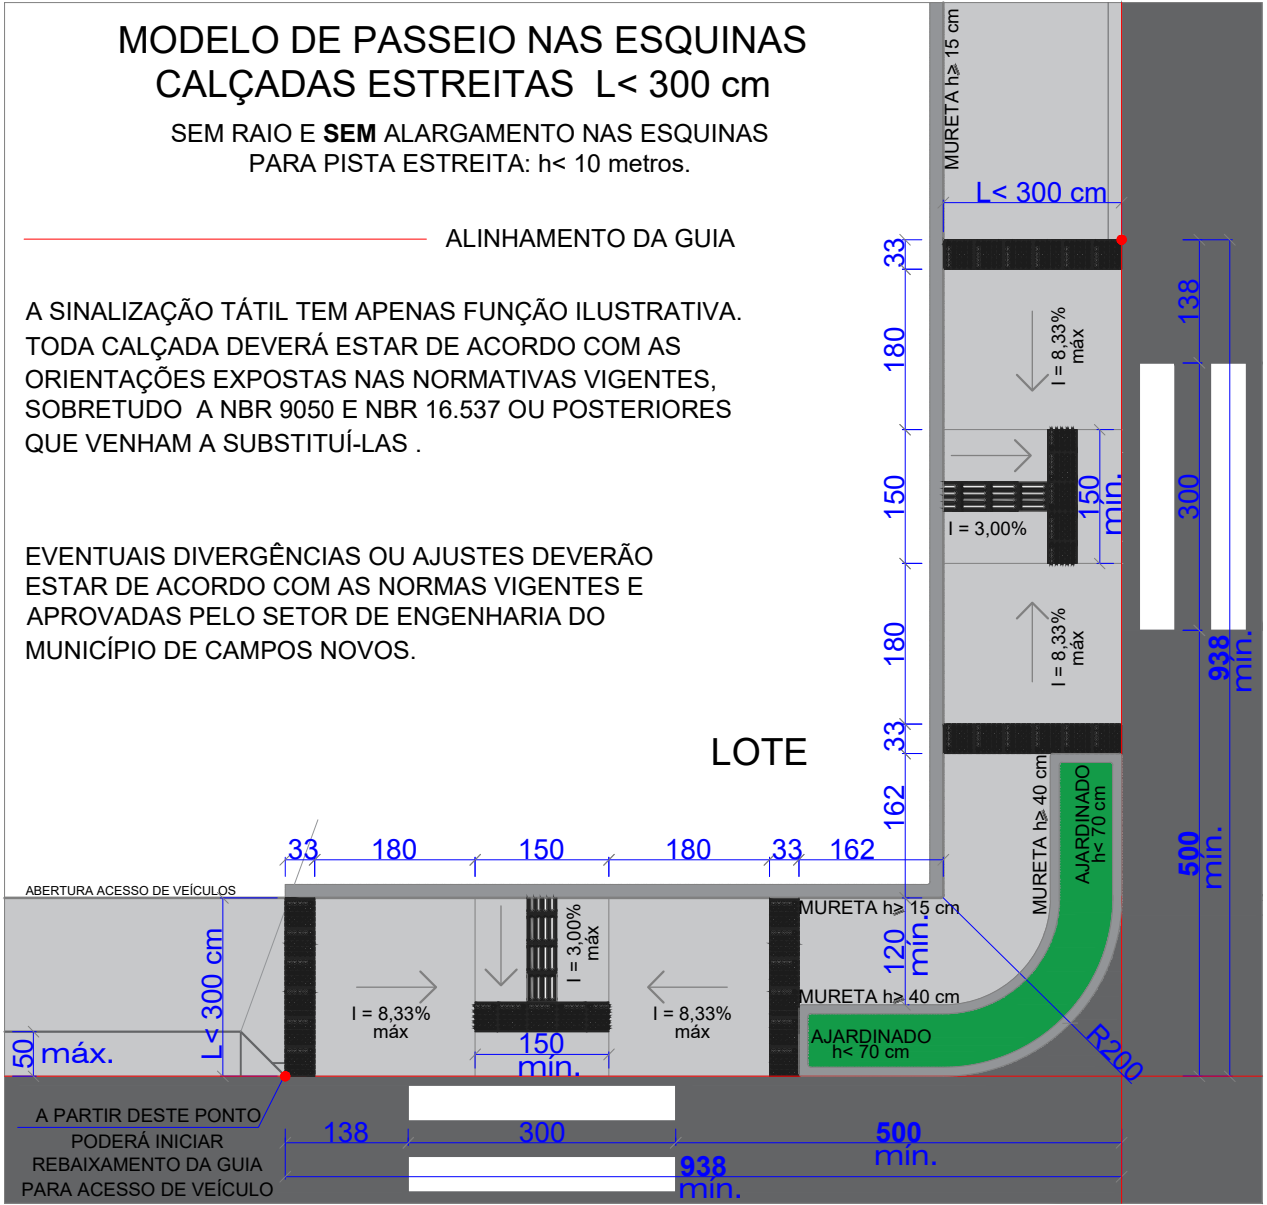 MODELO DE PASSEIO NAS ESQUINAS
CALÇADAS ESTREITAS L< 300 cm
SEM RAIO E SEM ALARGAMENTO NAS ESQUINAS
PARA PISTA ESTREITA: h< 10 metros.
ALINHAMENTO DA GUIA
A SINALIZAÇÃO TÁTIL TEM APENAS FUNÇÃO ILUSTRATIVA.
TODA CALÇADA DEVERÁ ESTAR DE ACORDO COM AS
ORIENTAÇÕES EXPOSTAS NAS NORMATIVAS VIGENTES,
SOBRETUDO A NBR 9050 E NBR 16.537 OU POSTERIORES
QUE VENHAM A SUBSTITUÍ-LAS .
EVENTUAIS DIVERGÊNCIAS OU AJUSTES DEVERÃO
ESTAR DE ACORDO COM AS NORMAS VIGENTES E
APROVADAS PELO SETOR DE ENGENHARIA DO
MUNICÍPIO DE CAMPOS NOVOS.
LOTE
MURETA h≥ 15 cm
L< 300 cm
33
180
150
180
33
162
I = 8,33%
máx
I = 3,00%
150
mín.
I = 8,33%
máx
138
300
938
mín.
500
mín.
MURETA h≥ 40 cm
AJARDINADO
h< 70 cm
33
180
150
180
33
162
ABERTURA ACESSO DE VEÍCULOS
MURETA h≥ 15 cm
120
mín.
MURETA h≥ 40 cm
AJARDINADO
h< 70 cm
R200
L< 300 cm
I = 8,33%
máx
I = 3,00%
máx
I = 8,33%
máx
150
mín.
50
máx.
A PARTIR DESTE PONTO
PODERÁ INICIAR
REBAIXAMENTO DA GUIA
PARA ACESSO DE VEÍCULO
138
300
500
mín.
938
mín.